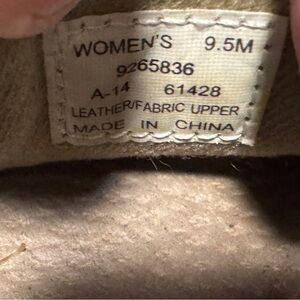 WOMEN'S 9.5M
9265836
A-14 61428
LEATHER/FABRIC UPPER
MADE IN CHINA